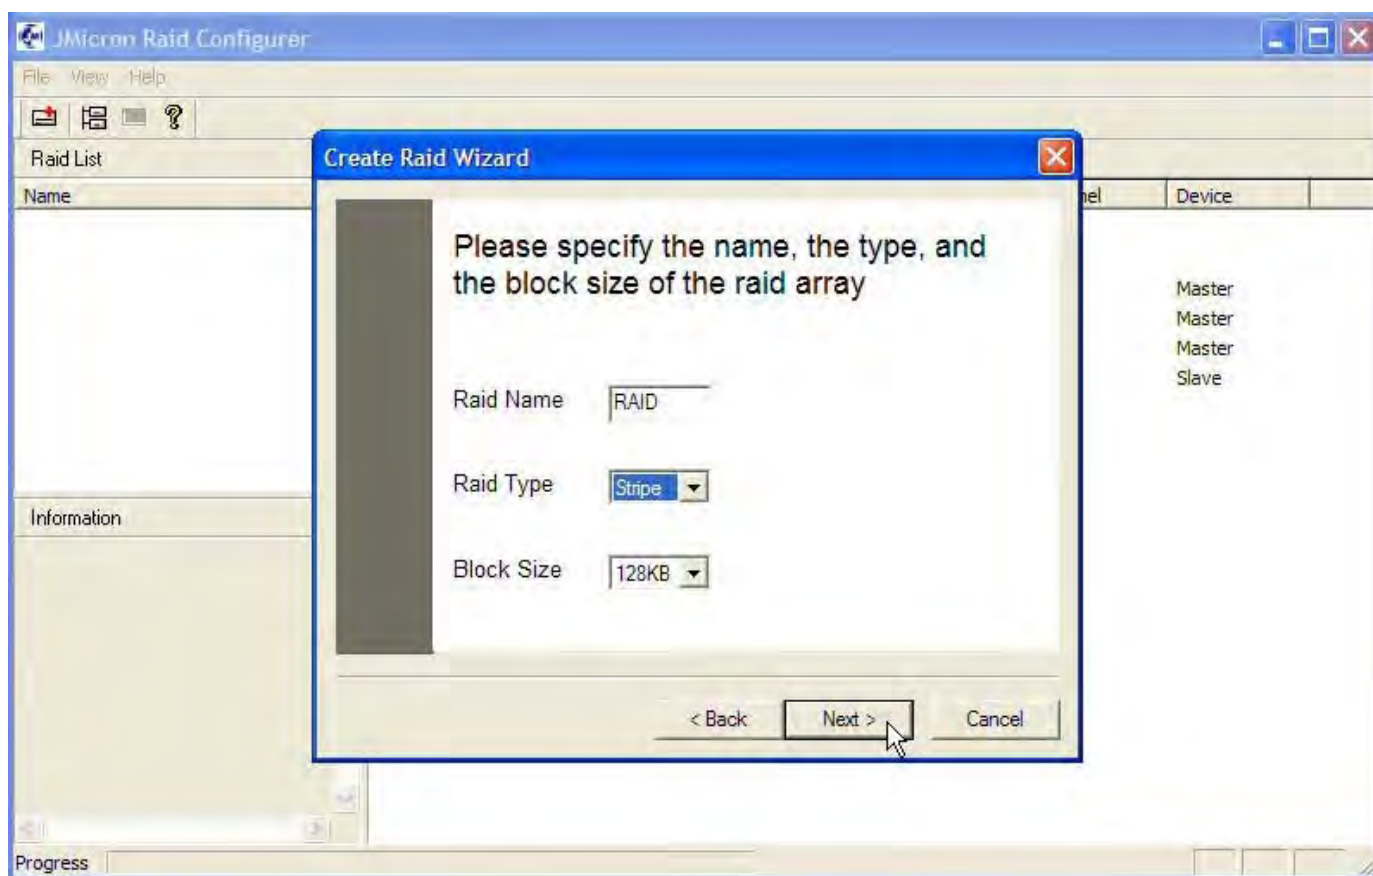 JMicron Raid Configurer
File View Help
Raid List
Name
nel
Device
Master
Master
Master
Slave
Information
Create Raid Wizard
Please specify the name, the type, and
the block size of the raid array
Raid Name RAID
Raid Type Stripe
Block Size 128KB
< Back Next > Cancel
Progress